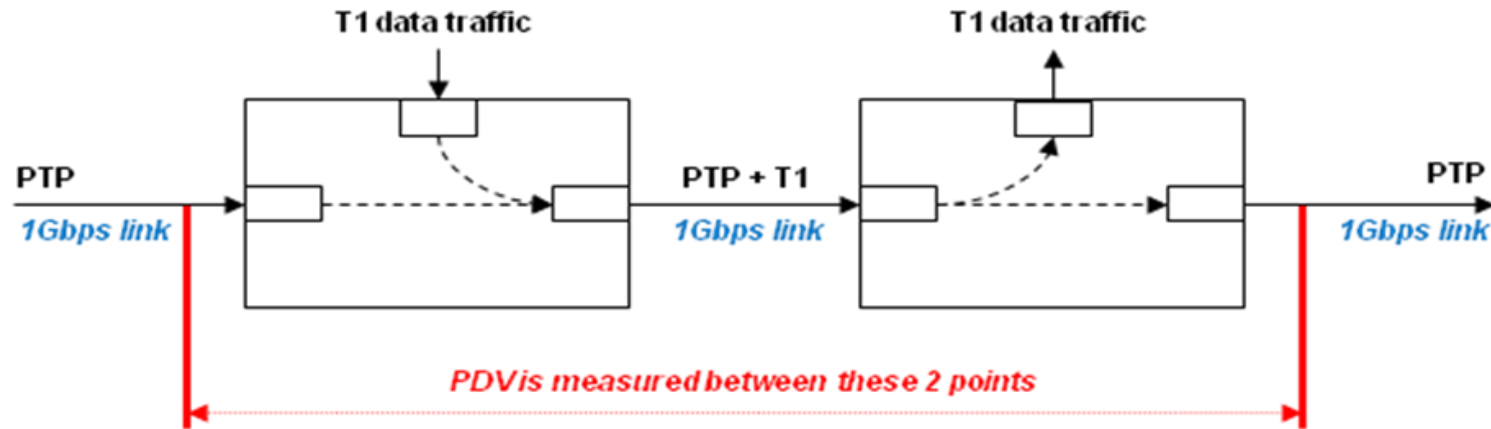 T1 data traffic
T1 data traffic
PTP
PTP + T1
PTP
1Gbps link
1Gbps link
1Gbps link
PDV is measured between these 2 points